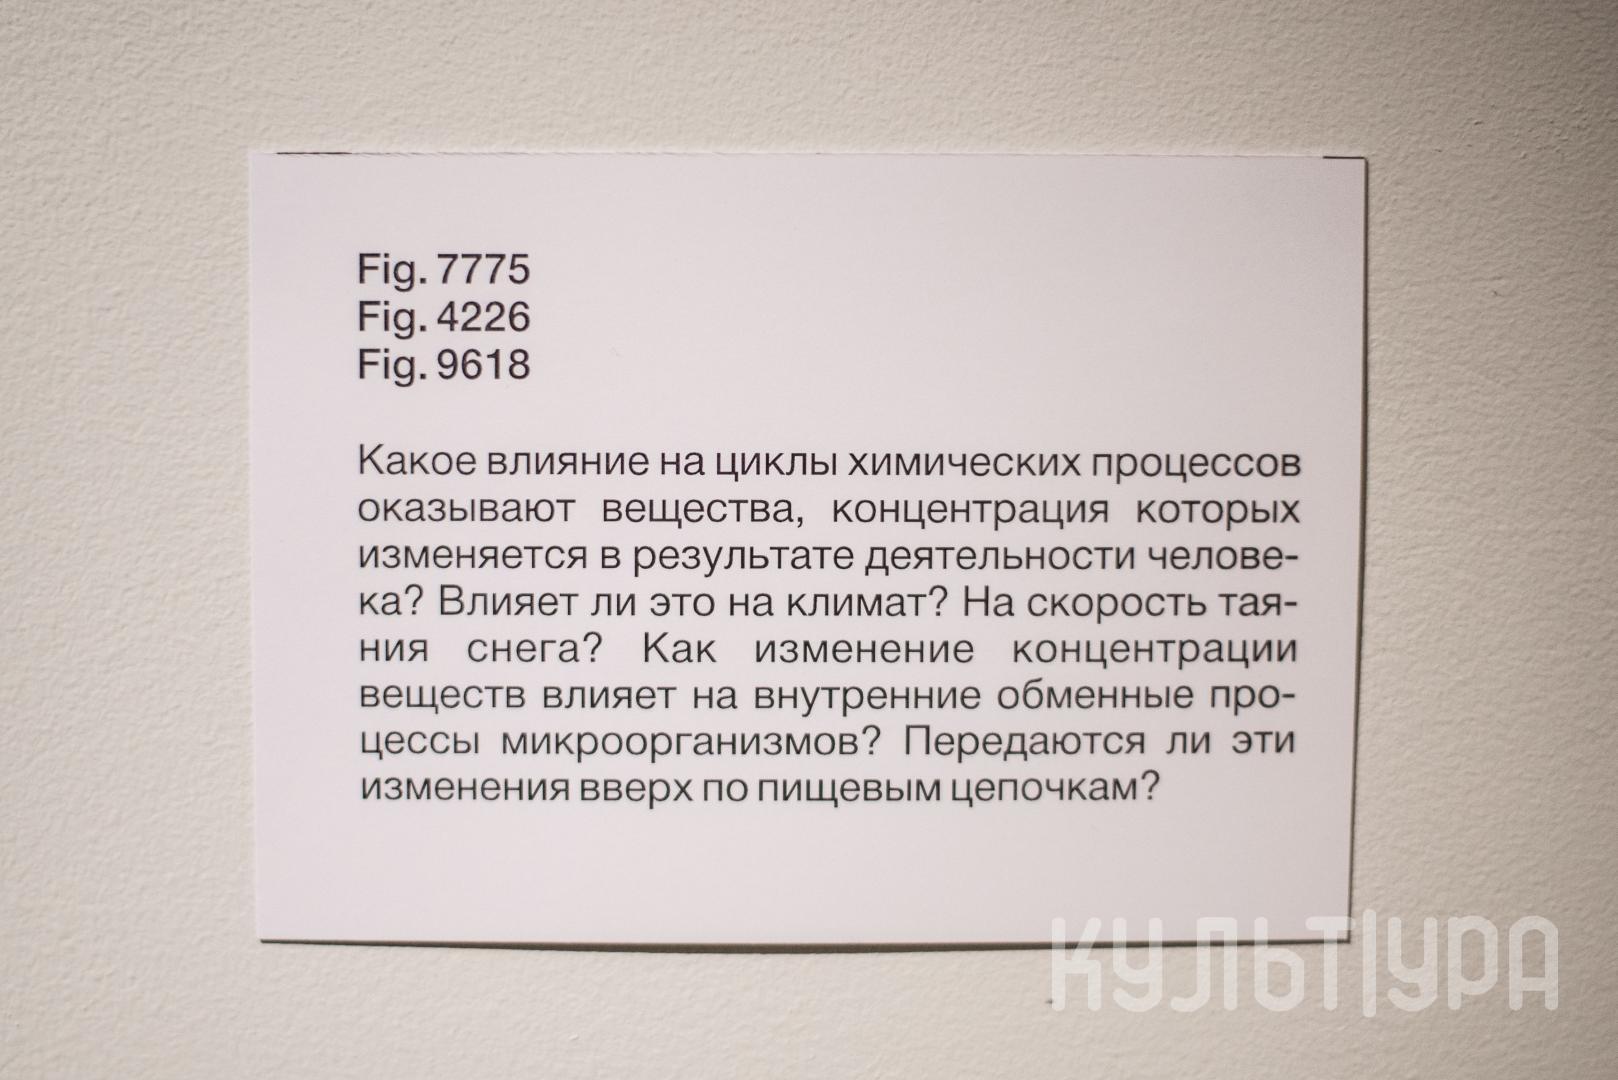 Fig. 7775
Fig. 4226
Fig. 9618
Какое влияние на циклы химических процессов
оказывают вещества, концентрация которых
изменяется в результате деятельности челове-
ка? Влияет ли это на климат? На скорость тая-
ния снега? Как изменение концентрации
веществ влияет на внутренние обменные про-
цессы микроорганизмов? Передаются ли эти
изменения вверх по пищевым цепочкам?
КУЛЬТ|УРА